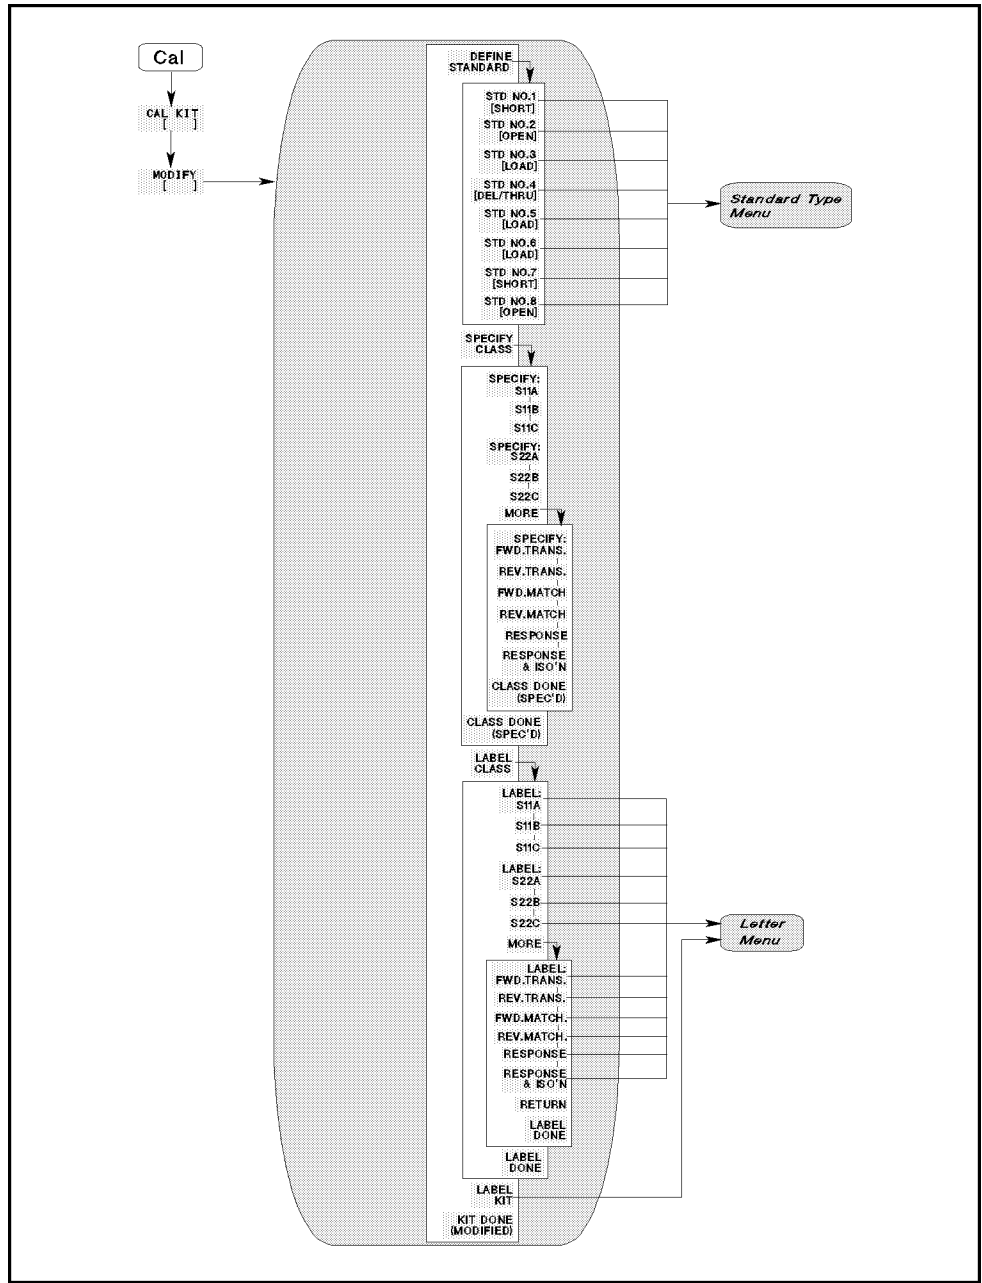 Cal
CAL KIT
[ ]
MODIFY
[ ]
DEFINE
STANDARD
STD NO.1
[SHORT]
STD NO.2
[OPEN]
STD NO.3
[LOAD]
STD NO.4
[DEL/THRU]
STD NO.5
[LOAD]
STD NO.6
[LOAD]
STD NO.7
[SHORT]
STD NO.8
[OPEN]
Standard Type
Menu
SPECIFY
CLASS
SPECIFY:
S11A
S11B
S11C
SPECIFY:
S22A
S22B
S22C
MORE
SPECIFY:
FWD.TRANS.
REV.TRANS.
FWD.MATCH
REV.MATCH
RESPONSE
RESPONSE
& ISO'N
CLASS DONE
(SPEC'D)
CLASS DONE
(SPEC'D)
LABEL
CLASS
LABEL:
S11A
S11B
S11C
LABEL:
S22A
S22B
S22C
MORE
Letter
Menu
LABEL:
FWD.TRANS.
REV.TRANS.
FWD.MATCH.
REV.MATCH.
RESPONSE
RESPONSE
& ISO'N
RETURN
LABEL
DONE
LABEL
DONE
LABEL
KIT
KIT DONE
(MODIFIED)